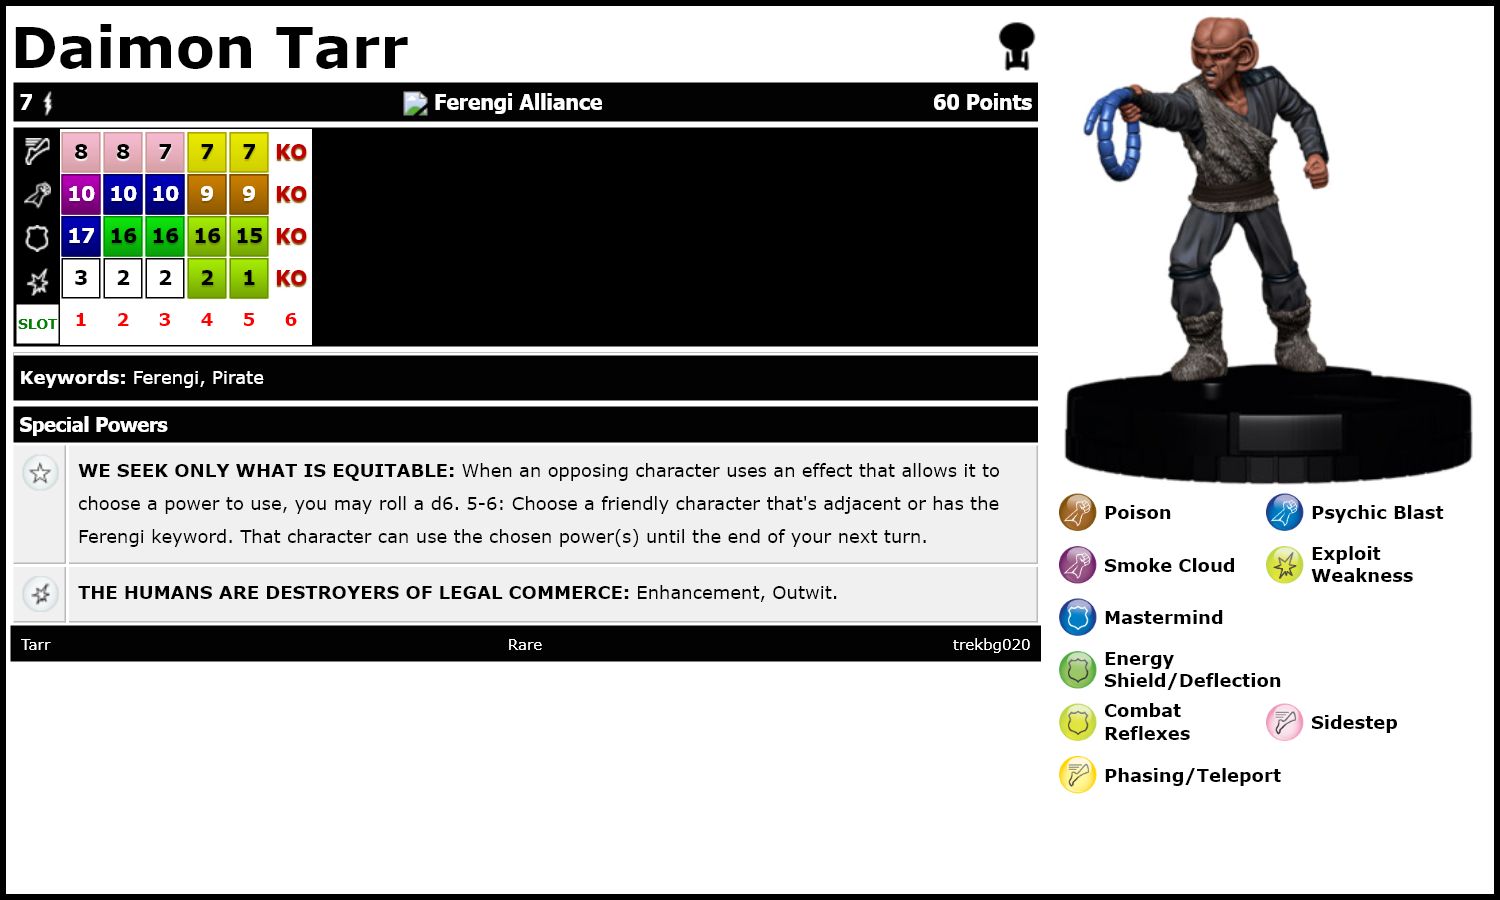 Daimon Tarr
7 Ferengi Alliance 60 Points
8 8 7 7 7 KO
10 10 10 9 9 KO
17 16 16 16 15 KO
3 2 2 2 1 KO
SLOT 1 2 3 4 5 6
Keywords: Ferengi, Pirate
Special Powers
WE SEEK ONLY WHAT IS EQUITABLE: When an opposing character uses an effect that allows it to
choose a power to use, you may roll a d6. 5-6: Choose a friendly character that's adjacent or has the
Ferengi keyword. That character can use the chosen power(s) until the end of your next turn.
THE HUMANS ARE DESTROYERS OF LEGAL COMMERCE: Enhancement, Outwit.
Tarr Rare trekbg020
Poison Psychic Blast
Smoke Cloud
Exploit
Weakness
Mastermind
Energy
Shield/Deflection
Combat
Reflexes
Sidestep
Phasing/Teleport